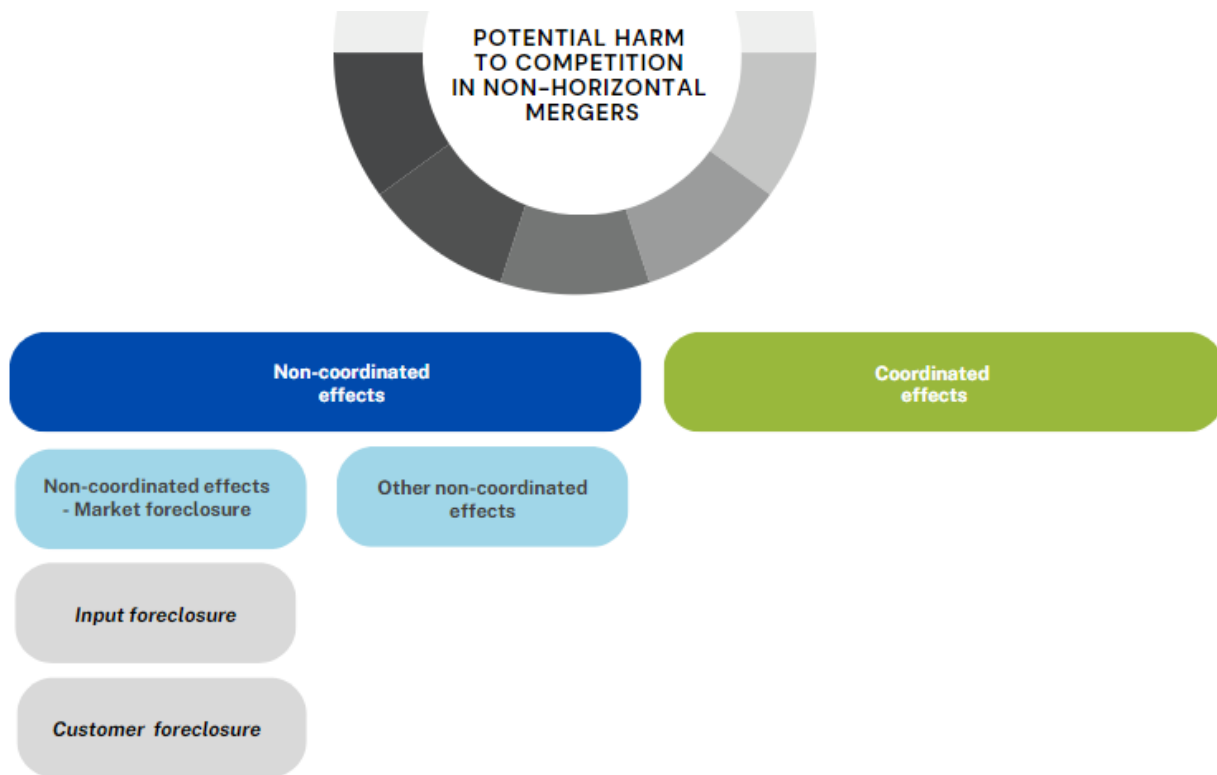 POTENTIAL HARM
TO COMPETITION
IN NON-HORIZONTAL
MERGERS
Non-coordinated
effects
Coordinated
effects
Non-coordinated effects
- Market foreclosure
Other non-coordinated
effects
Input foreclosure
Customer foreclosure